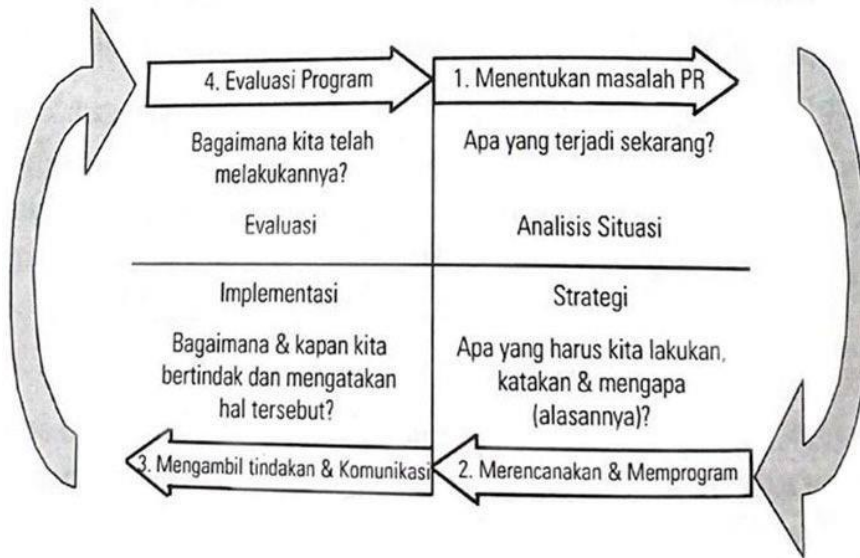 4. Evaluasi Program
1. Menentukan masalah PR
Bagaimana kita telah
melakukannya?
Apa yang terjadi sekarang?
Evaluasi
Analisis Situasi
Implementasi
Strategi
Bagaimana & kapan kita
bertindak dan mengatakan
hal tersebut?
Apa yang harus kita lakukan,
katakan & mengapa
(alasannya)?
3. Mengambil tindakan & Komunikasi
2. Merencanakan & Memprogram